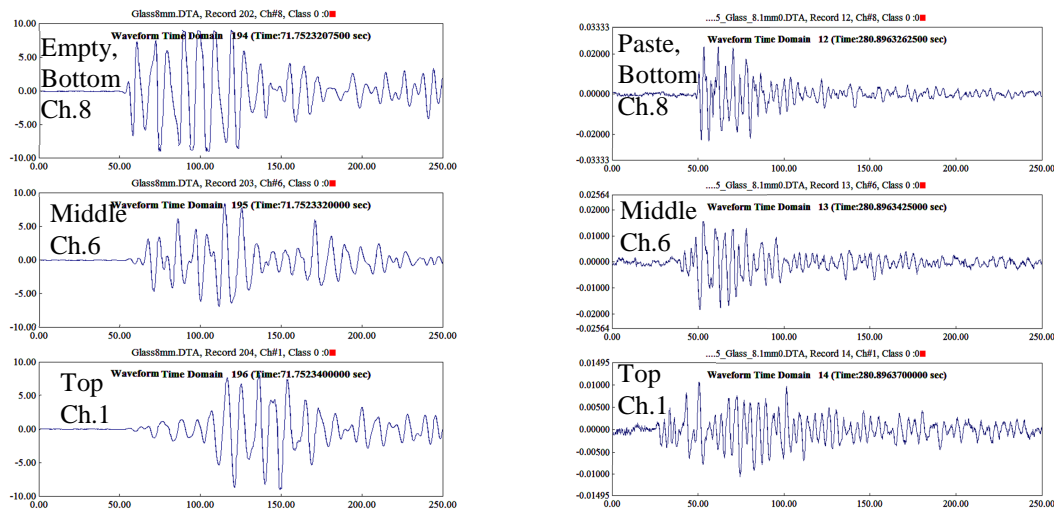 Glass8mm.DTA, Record 202, Ch#8, Class 0 :0
Waveform Time Domain 194 (Time:71.7523207500 sec)
Empty,
Bottom
Ch.8
10.00
5.00
0.00
-5.00
-10.00
0.00 50.00 100.00 150.00 200.00 250.00
Glass8mm.DTA, Record 203, Ch#6, Class 0 :0
Waveform Time Domain 195 (Time:71.7523320000 sec)
Middle
Ch.6
10.00
5.00
0.00
-5.00
-10.00
0.00 50.00 100.00 150.00 200.00 250.00
Glass8mm.DTA, Record 204, Ch#1, Class 0 :0
Waveform Time Domain 196 (Time:71.7523400000 sec)
Top
Ch.1
10.00
5.00
0.00
-5.00
-10.00
0.00 50.00 100.00 150.00 200.00 250.00
....5_Glass_8.1mm0.DTA, Record 12, Ch#8, Class 0 :0
Waveform Time Domain 12 (Time:280.8963262500 sec)
Paste,
Bottom
Ch.8
0.03333
0.02000
0.00000
-0.02000
-0.03333
0.00 50.00 100.00 150.00 200.00 250.00
....5_Glass_8.1mm0.DTA, Record 13, Ch#6, Class 0 :0
Waveform Time Domain 13 (Time:280.8963425000 sec)
Middle
Ch.6
0.02564
0.02000
0.01000
0.00000
-0.01000
-0.02000
-0.02564
0.00 50.00 100.00 150.00 200.00 250.00
....5_Glass_8.1mm0.DTA, Record 14, Ch#1, Class 0 :0
Waveform Time Domain 14 (Time:280.8963700000 sec)
Top
Ch.1
0.01495
0.01000
0.00500
0.00000
-0.00500
-0.01000
-0.01495
0.00 50.00 100.00 150.00 200.00 250.00